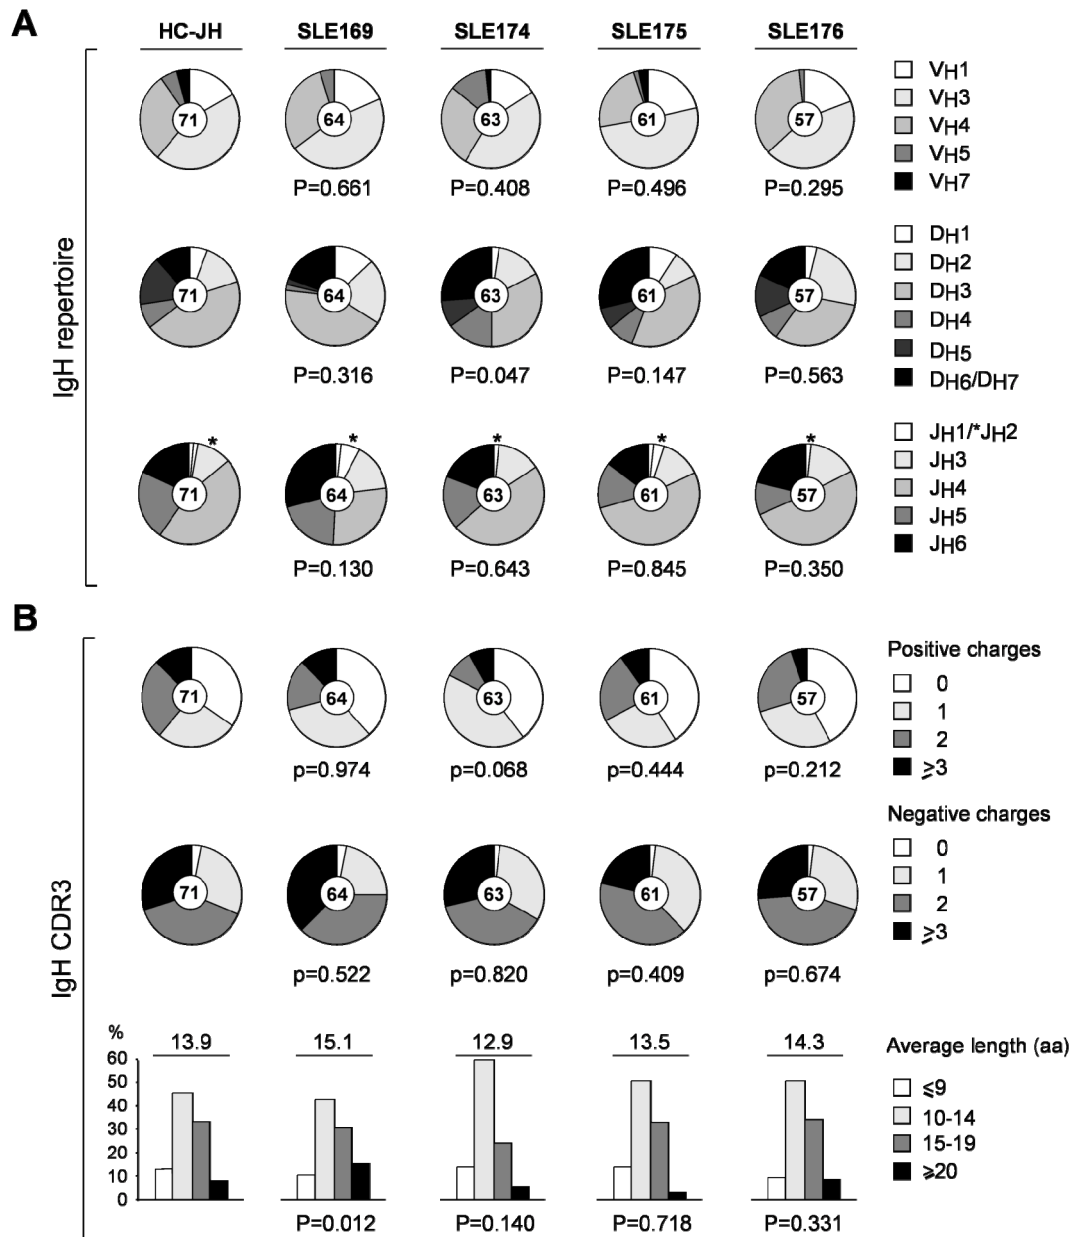 A
HC-JH SLE169 SLE174 SLE175 SLE176
71 64 63 61 57
P=0.661 P=0.408 P=0.496 P=0.295
VH1
VH3
VH4
VH5
VH7
IgH repertoire
71 64 63 61 57
P=0.316 P=0.047 P=0.147 P=0.563
DH1
DH2
DH3
DH4
DH5
DH6/DH7
* * * * *
71 64 63 61 57
P=0.130 P=0.643 P=0.845 P=0.350
JH1/*JH2
JH3
JH4
JH5
JH6
B
71 64 63 61 57
p=0.974 p=0.068 p=0.444 p=0.212
Positive charges
0
1
2
⩾3
IgH CDR3
71 64 63 61 57
p=0.522 p=0.820 p=0.409 p=0.674
Negative charges
0
1
2
⩾3
% 13.9 15.1 12.9 13.5 14.3
60
50
40
30
20
10
0
P=0.012 P=0.140 P=0.718 P=0.331
Average length (aa)
⩽9
10-14
15-19
⩾20